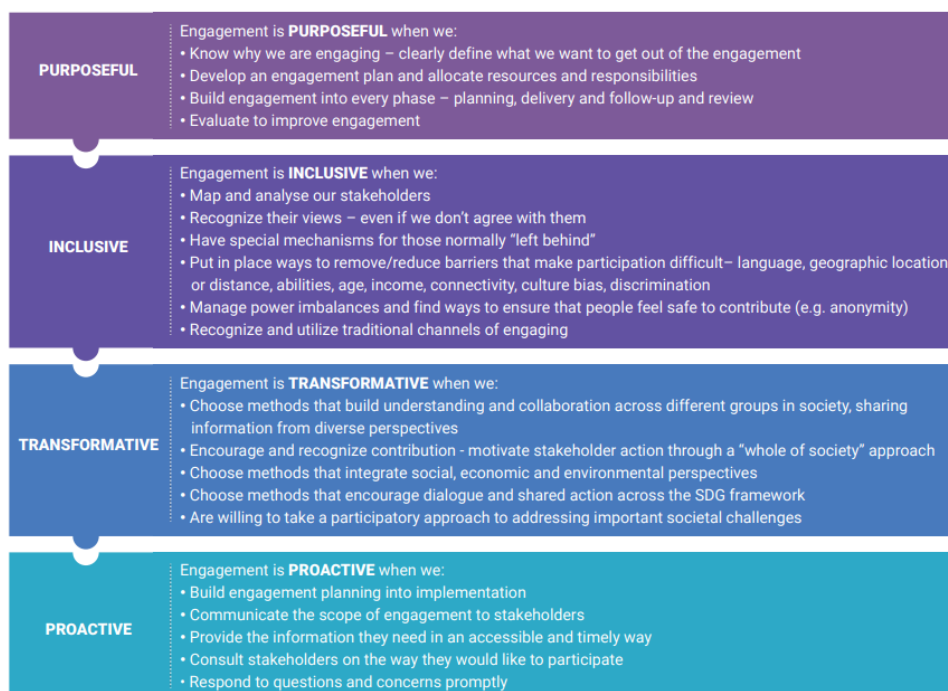 PURPOSEFUL
Engagement is PURPOSEFUL when we:
• Know why we are engaging – clearly define what we want to get out of the engagement
• Develop an engagement plan and allocate resources and responsibilities
• Build engagement into every phase – planning, delivery and follow-up and review
• Evaluate to improve engagement
INCLUSIVE
Engagement is INCLUSIVE when we:
• Map and analyse our stakeholders
• Recognize their views – even if we don't agree with them
• Have special mechanisms for those normally "left behind"
• Put in place ways to remove/reduce barriers that make participation difficult– language, geographic location
or distance, abilities, age, income, connectivity, culture bias, discrimination
• Manage power imbalances and find ways to ensure that people feel safe to contribute (e.g. anonymity)
• Recognize and utilize traditional channels of engaging
TRANSFORMATIVE
Engagement is TRANSFORMATIVE when we:
• Choose methods that build understanding and collaboration across different groups in society, sharing
information from diverse perspectives
• Encourage and recognize contribution - motivate stakeholder action through a "whole of society" approach
• Choose methods that integrate social, economic and environmental perspectives
• Choose methods that encourage dialogue and shared action across the SDG framework
• Are willing to take a participatory approach to addressing important societal challenges
PROACTIVE
Engagement is PROACTIVE when we:
• Build engagement planning into implementation
• Communicate the scope of engagement to stakeholders
• Provide the information they need in an accessible and timely way
• Consult stakeholders on the way they would like to participate
• Respond to questions and concerns promptly